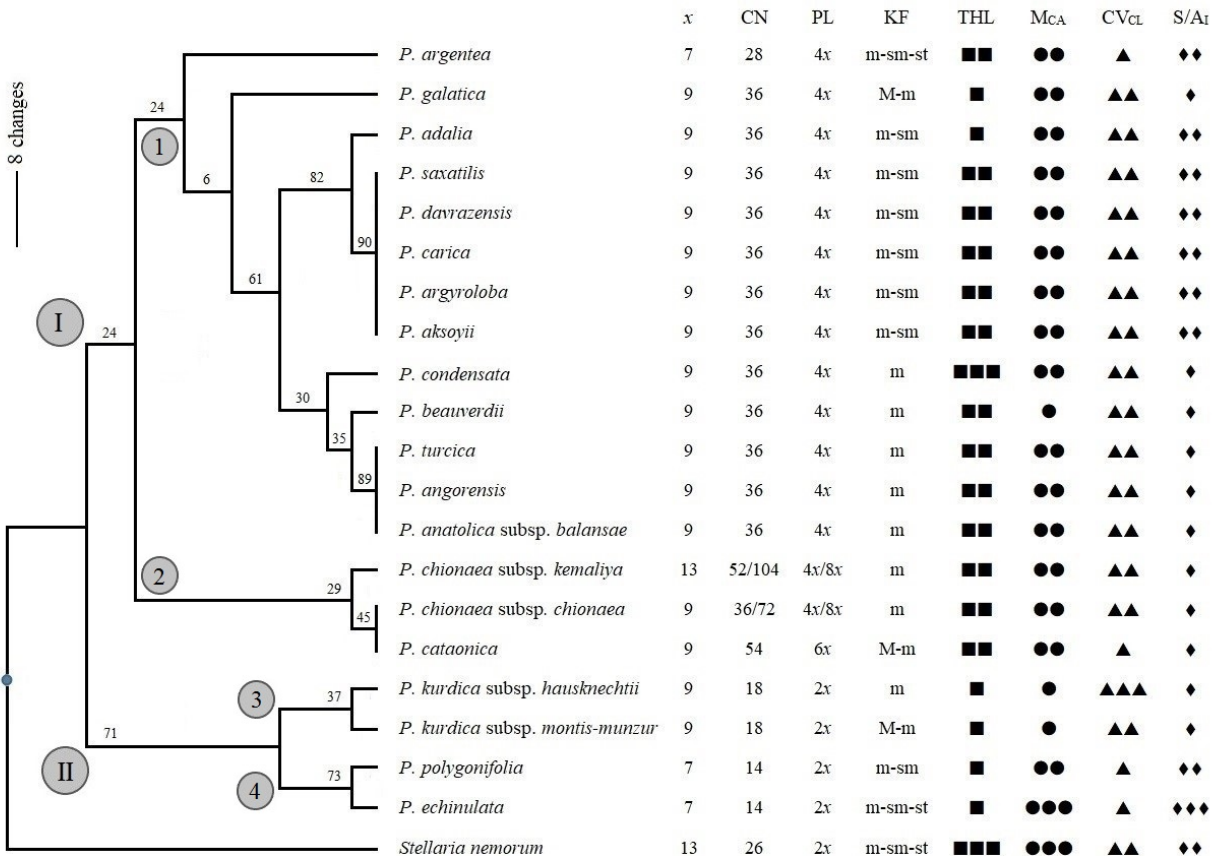 x CN PL KF THL MCA CVCL S/AI
8 changes
P. argentea 7 28 4x m-sm-st
24
P. galatica 9 36 4x M-m
1
P. adalia 9 36 4x m-sm
6 82
P. saxatilis 9 36 4x m-sm
P. davrazensis 9 36 4x m-sm
90
P. carica 9 36 4x m-sm
61
P. argyroloba 9 36 4x m-sm
I
24
P. aksoyii 9 36 4x m-sm
P. condensata 9 36 4x m
30
P. beauverdii 9 36 4x m
35
P. turcica 9 36 4x m
89
P. angorensis 9 36 4x m
P. anatolica subsp. balansae 9 36 4x m
2
29
P. chionaea subsp. kemaliya 13 52/104 4x/8x m
P. chionaea subsp. chionaea 9 36/72 4x/8x m
45
P. cataonica 9 54 6x M-m
3
37
P. kurdica subsp. hausknechtii 9 18 2x m
P. kurdica subsp. montis-munzur 9 18 2x M-m
71
II
P. polygonifolia 7 14 2x m-sm
4
73
P. echinulata 7 14 2x m-sm-st
Stellaria nemorum 13 26 2x m-sm-st